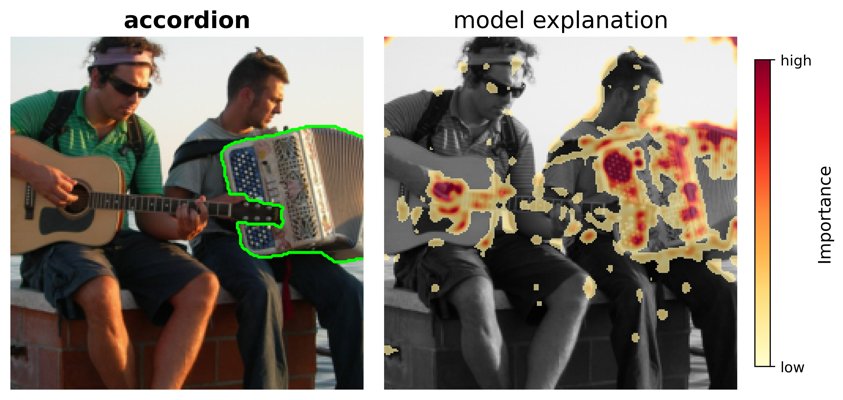 accordion
model explanation
high
Importance
low